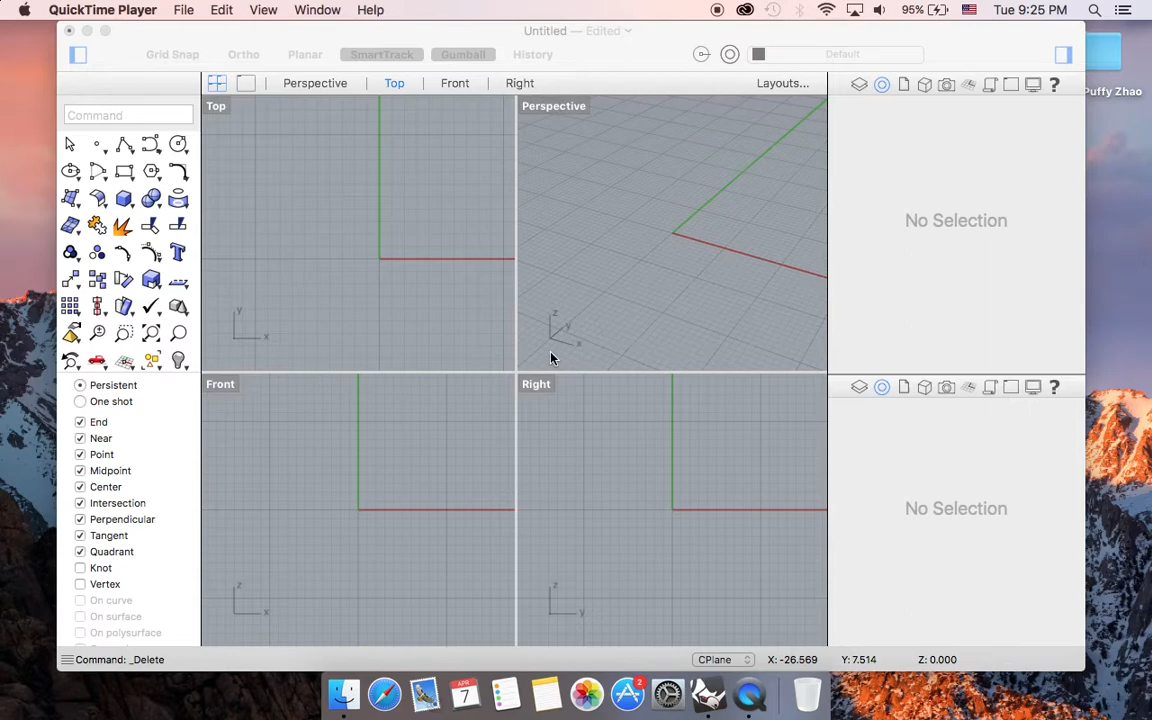 QuickTime Player File Edit View Window Help 95% Tue 9:25 PM
Untitled — Edited
Grid Snap Ortho Planar SmartTrack Gumball History Default
Perspective Top Front Right Layouts...
Command
Puffy Zhao
Top Perspective
No Selection
y x z y x
Front Right
Persistent
One shot
End
Near
Point
Midpoint
Center
Intersection
Perpendicular
Tangent
Quadrant
Knot
Vertex
On curve
On surface
On polysurface
No Selection
z x z y
Command: _Delete CPlane X: -26.569 Y: 7.514 Z: 0.000
APR 7 2